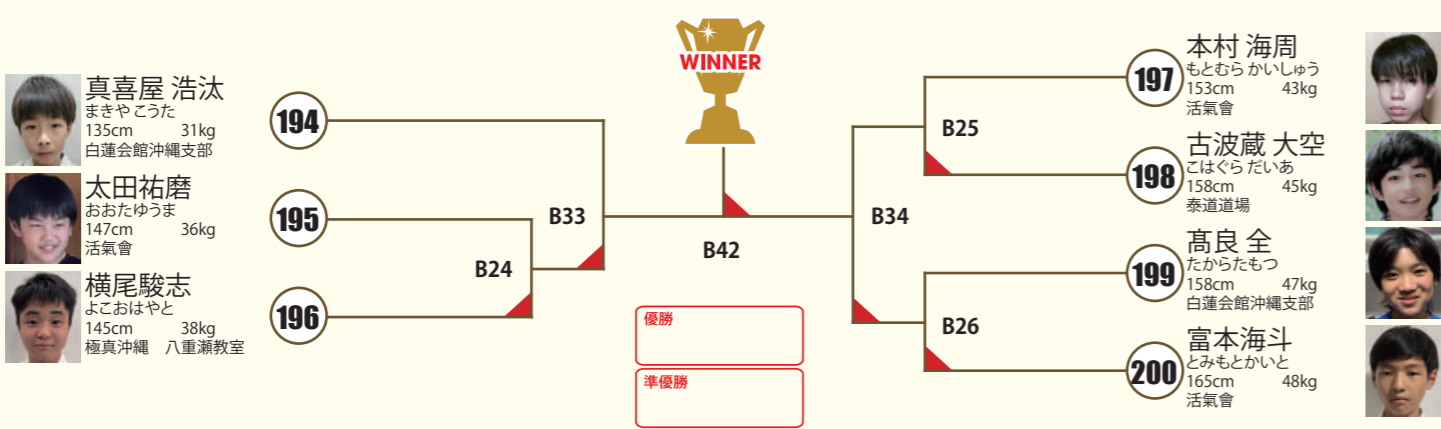 真喜屋 浩汰
まきや こうた
135cm 31kg
白蓮会館沖縄支部
194
太田祐磨
おおたゆうま
147cm 36kg
活氣會
195
横尾駿志
よこおはやと
145cm 38kg
極真沖縄 八重瀬教室
196
B24
B33
WINNER
B42
優勝
準優勝
B34
B25
B26
197
本村 海周
もとむら かいしゅう
153cm 43kg
活氣會
198
古波蔵 大空
こはぐら だいあ
158cm 45kg
泰道道場
199
髙良 全
たからたもつ
158cm 47kg
白蓮会館沖縄支部
200
富本海斗
とみもとかいと
165cm 48kg
活氣會